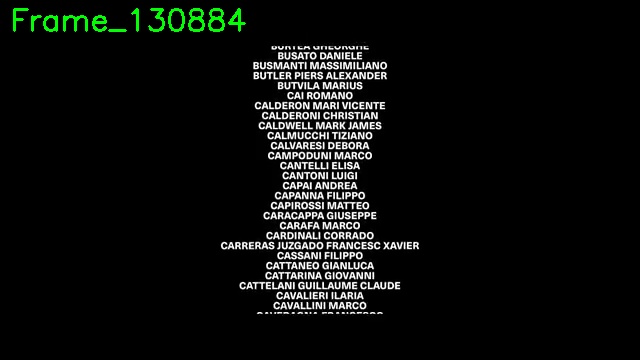 Frame_130884
BURTEA GHEORGHE
BUSATO DANIELE
BUSMANTI MASSIMILIANO
BUTLER PIERS ALEXANDER
BUTVILA MARIUS
CAI ROMANO
CALDERON MARI VICENTE
CALDERONI CHRISTIAN
CALDWELL MARK JAMES
CALMUCCHI TIZIANO
CALVARESI DEBORA
CAMPODUNI MARCO
CANTELLI ELISA
CANTONI LUIGI
CAPAI ANDREA
CAPANNA FILIPPO
CAPIROSSI MATTEO
CARACAPPA GIUSEPPE
CARAFA MARCO
CARDINALI CORRADO
CARRERAS JUZGADO FRANCESC XAVIER
CASSANI FILIPPO
CATTANEO GIANLUCA
CATTARINA GIOVANNI
CATTELANI GUILLAUME CLAUDE
CAVALIERI ILARIA
CAVALLINI MARCO